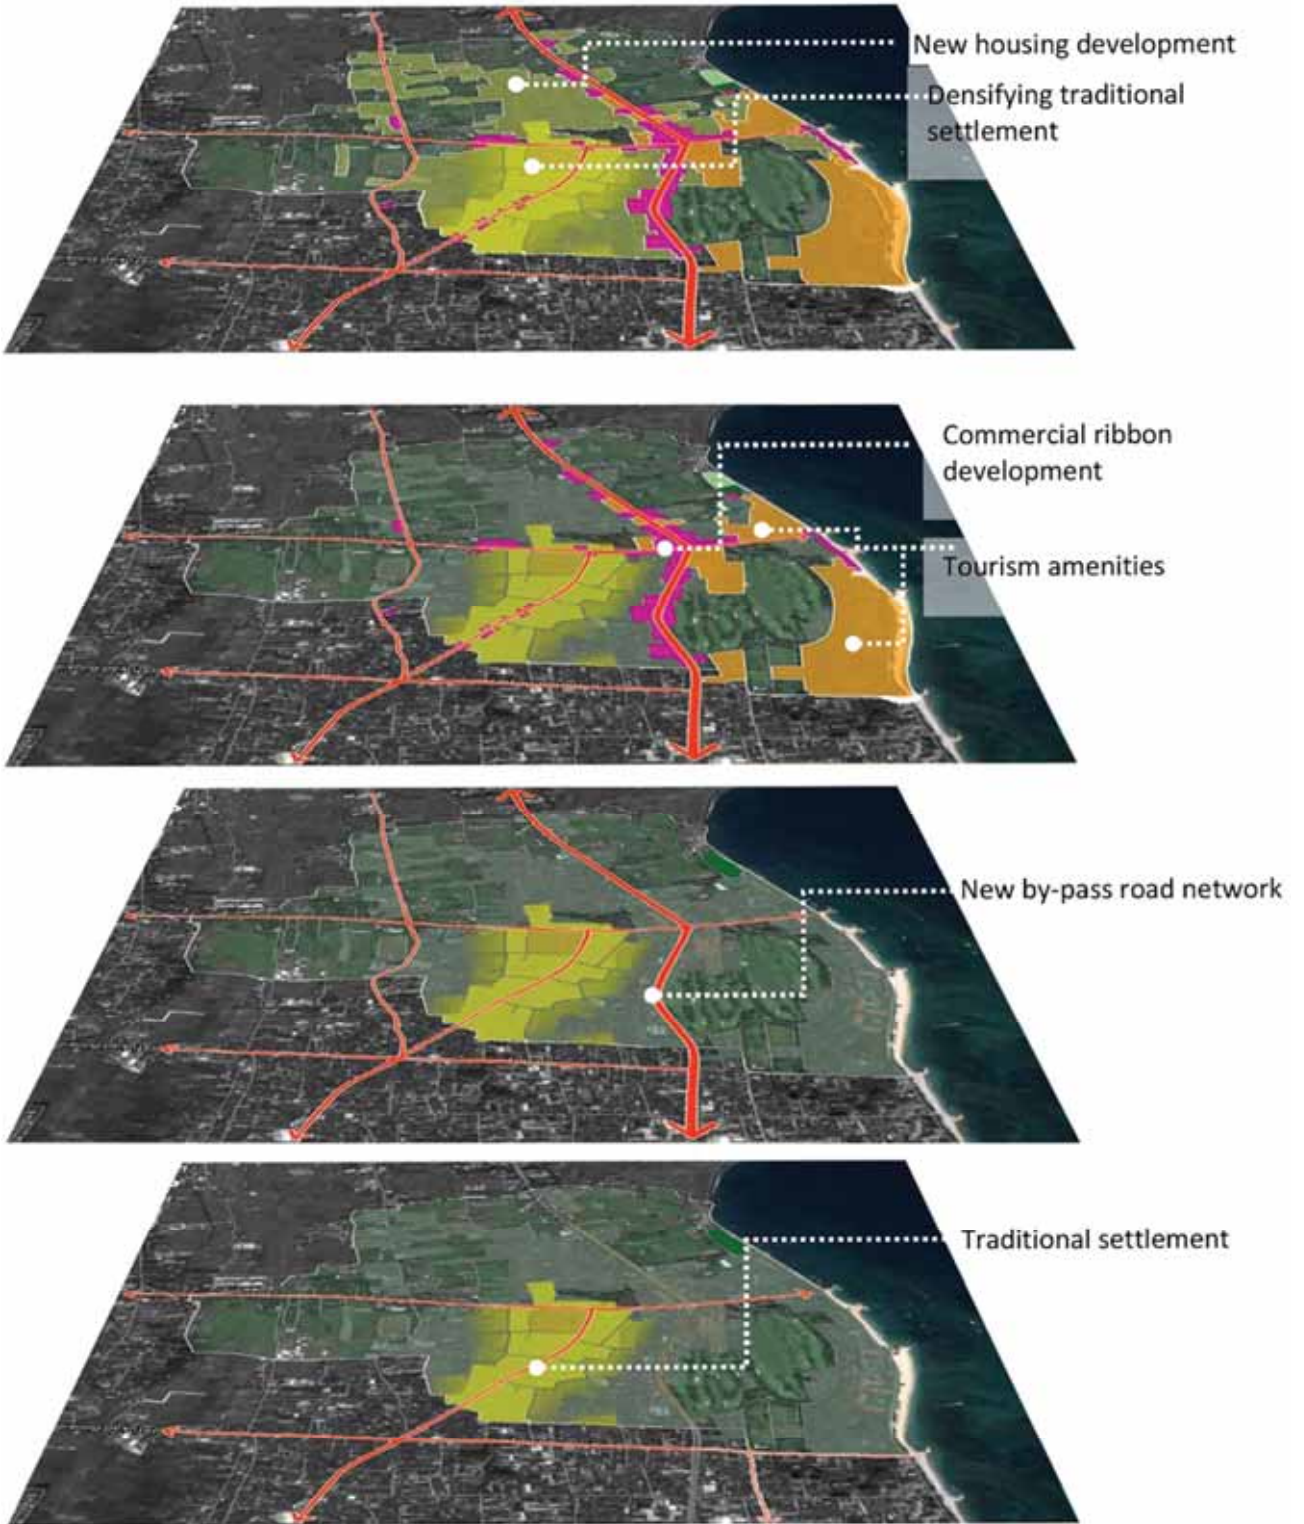 New housing development
Densifying traditional
settlement
Commercial ribbon
development
Tourism amenities
New by-pass road network
Traditional settlement